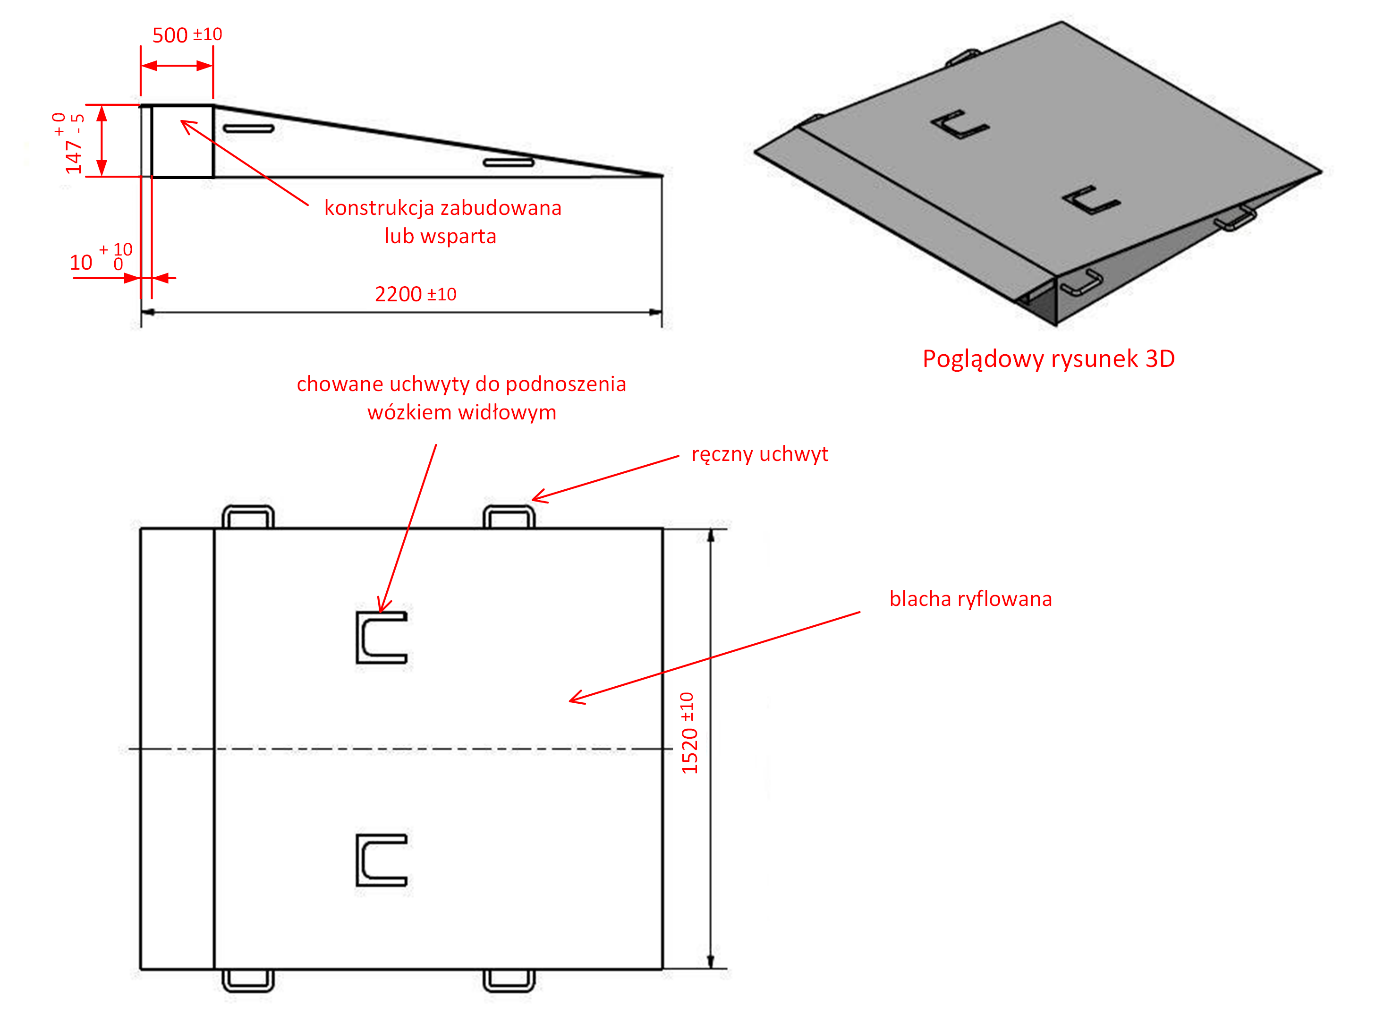 500 ±10
147 + 0 - 5
konstrukcja zabudowana
lub wsparta
10 + 10 0
2200 ±10
Poglądowy rysunek 3D
chowane uchwyty do podnoszenia
wózkiem widłowym
ręczny uchwyt
blacha ryflowana
1520 ±10